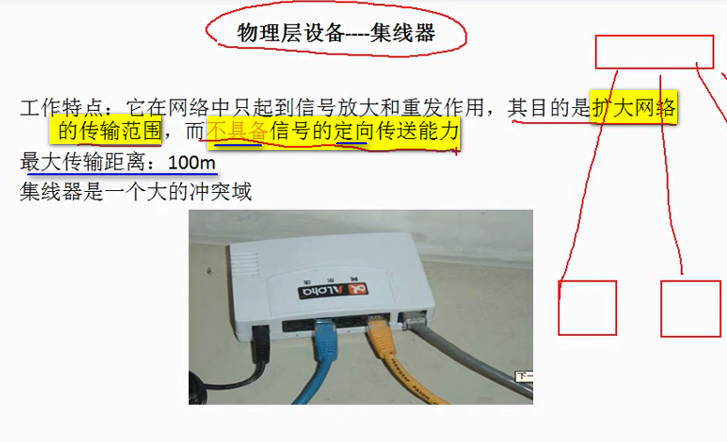 物理层设备----集线器
工作特点：它在网络中只起到信号放大和重发作用，其目的是扩大网络
的传输范围，而不具备信号的定向传送能力
最大传输距离：100m
集线器是一个大的冲突域
ALpha
下一